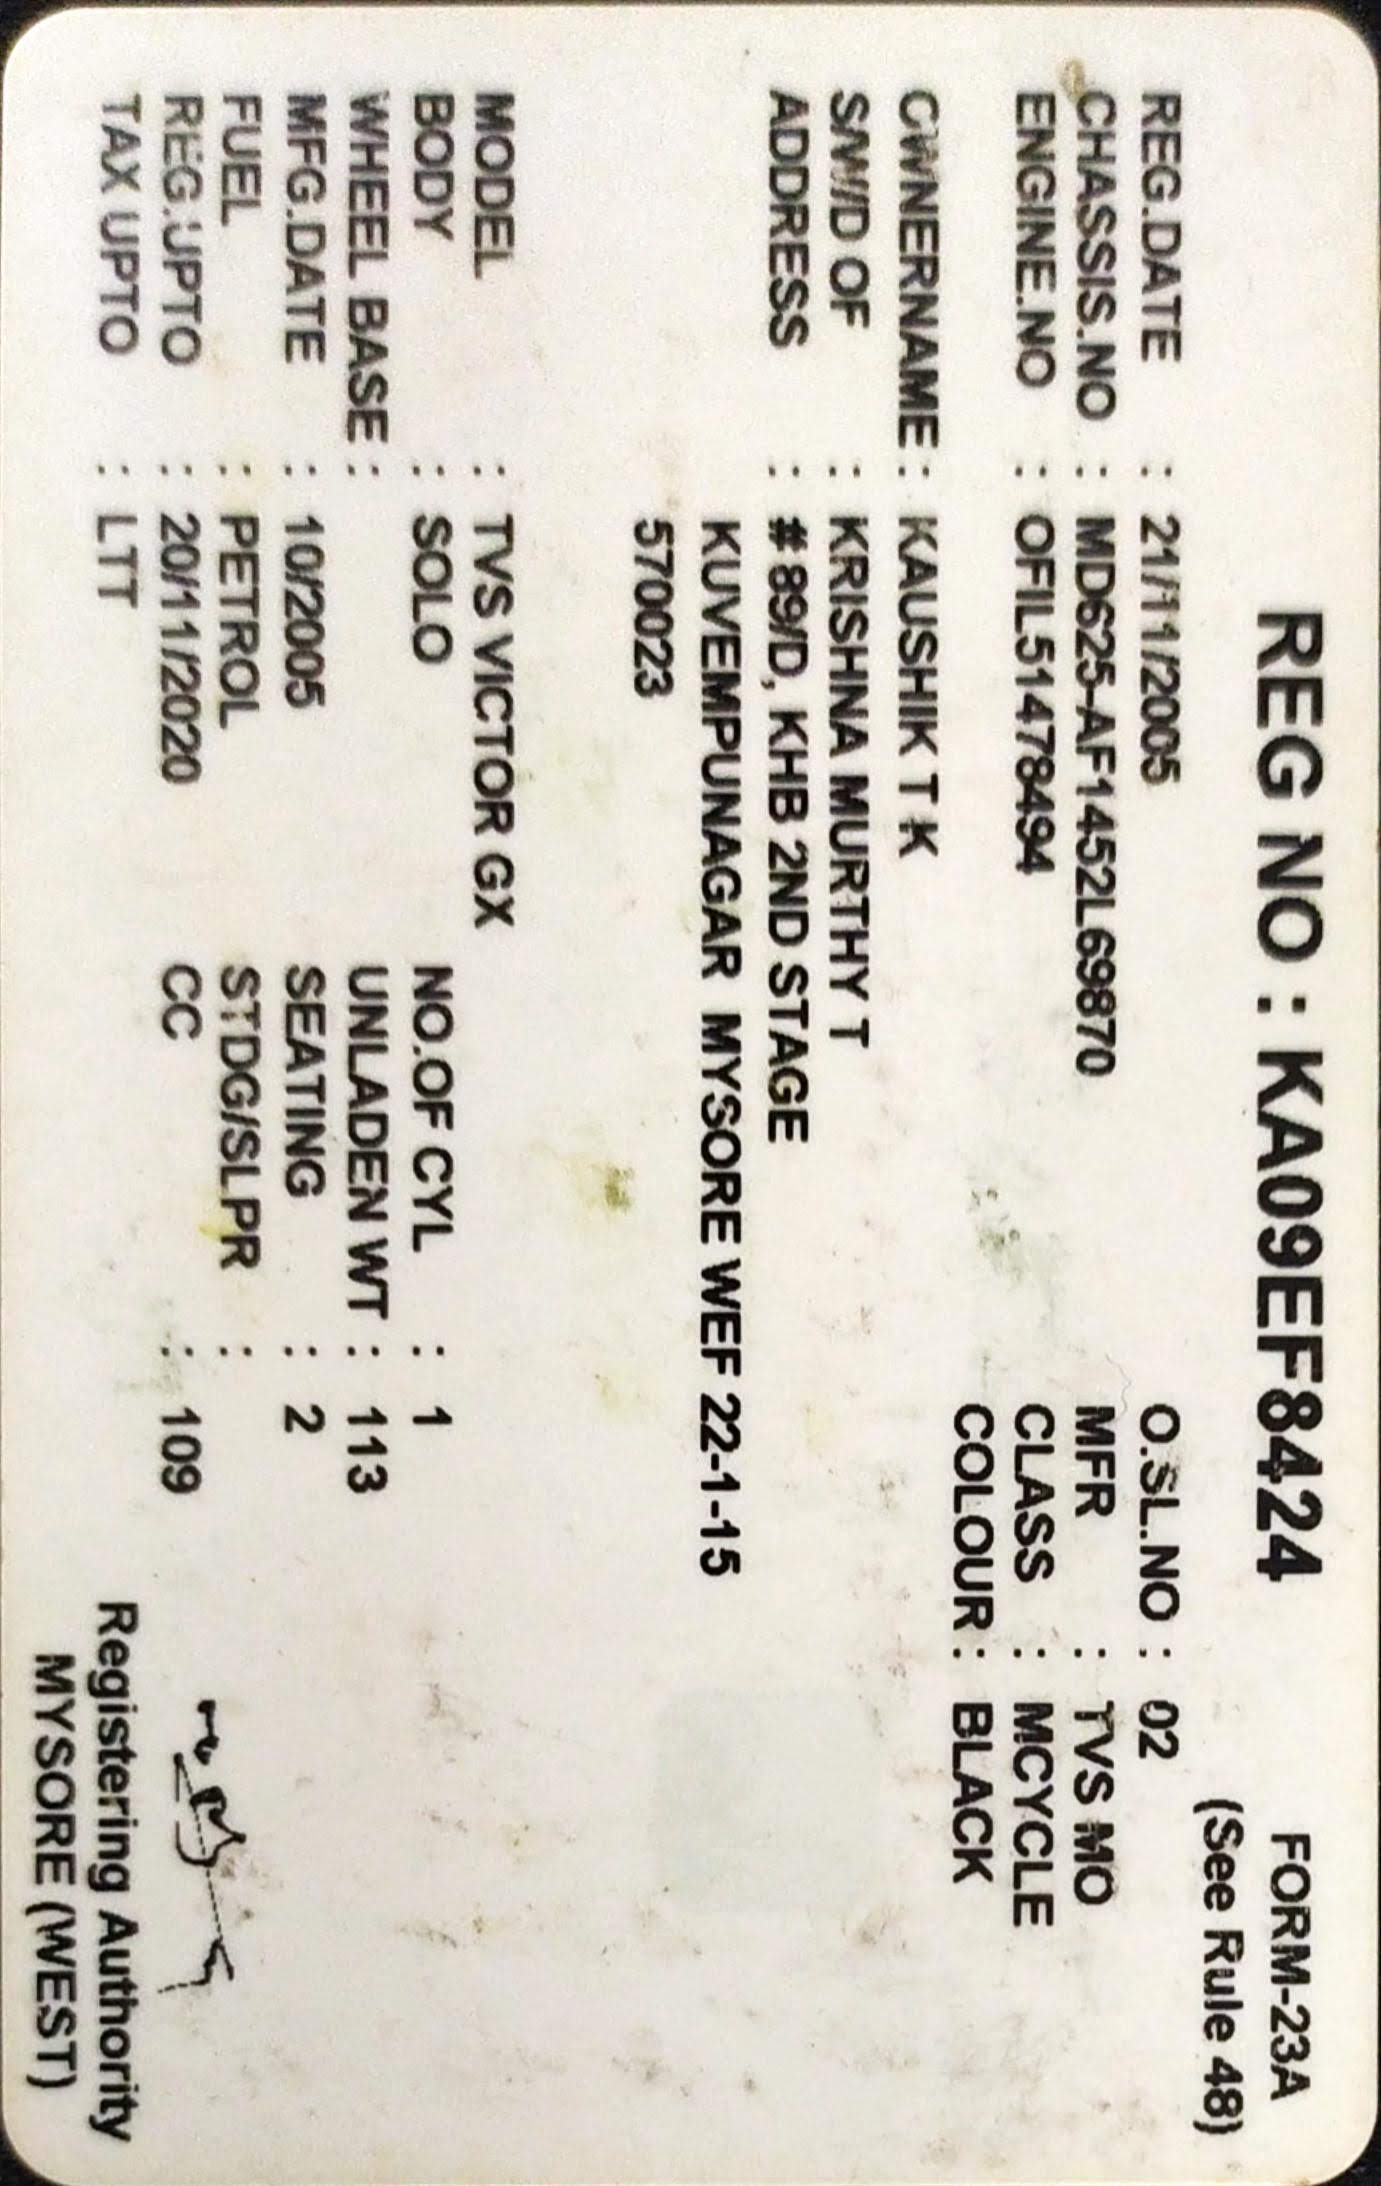 FORM-23A
REG NO : KA09EF8424 (See Rule 48)
REG.DATE : 21/11/2005 O.SL.NO : 02
CHASSIS.NO : MD625-AF1452L69870 MFR : TVS MO
ENGINE.NO : OFIL51478494 CLASS : MCYCLE
COLOUR : BLACK
OWNERNAME : KAUSHIK T K
S/W/D OF : KRISHNA MURTHY T
ADDRESS : # 89/D, KHB 2ND STAGE
KUVEMPUNAGAR MYSORE WEF 22-1-15
570023
MODEL : TVS VICTOR GX
BODY : SOLO NO.OF CYL : 1
WHEEL BASE : UNLADEN WT : 113
MFG.DATE : 10/2005 SEATING : 2
FUEL : PETROL STDG/SLPR :
REG.UPTO : 20/11/2020 CC : 109
TAX UPTO : LTT
Registering Authority
MYSORE (WEST)